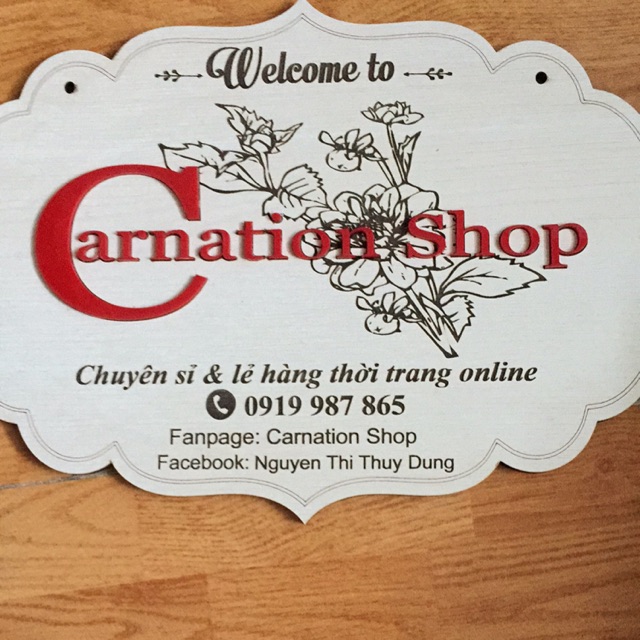 Welcome to
Carnation Shop
Chuyên sỉ & lẻ hàng thời trang online
0919 987 865
Fanpage: Carnation Shop
Facebook: Nguyen Thi Thuy Dung